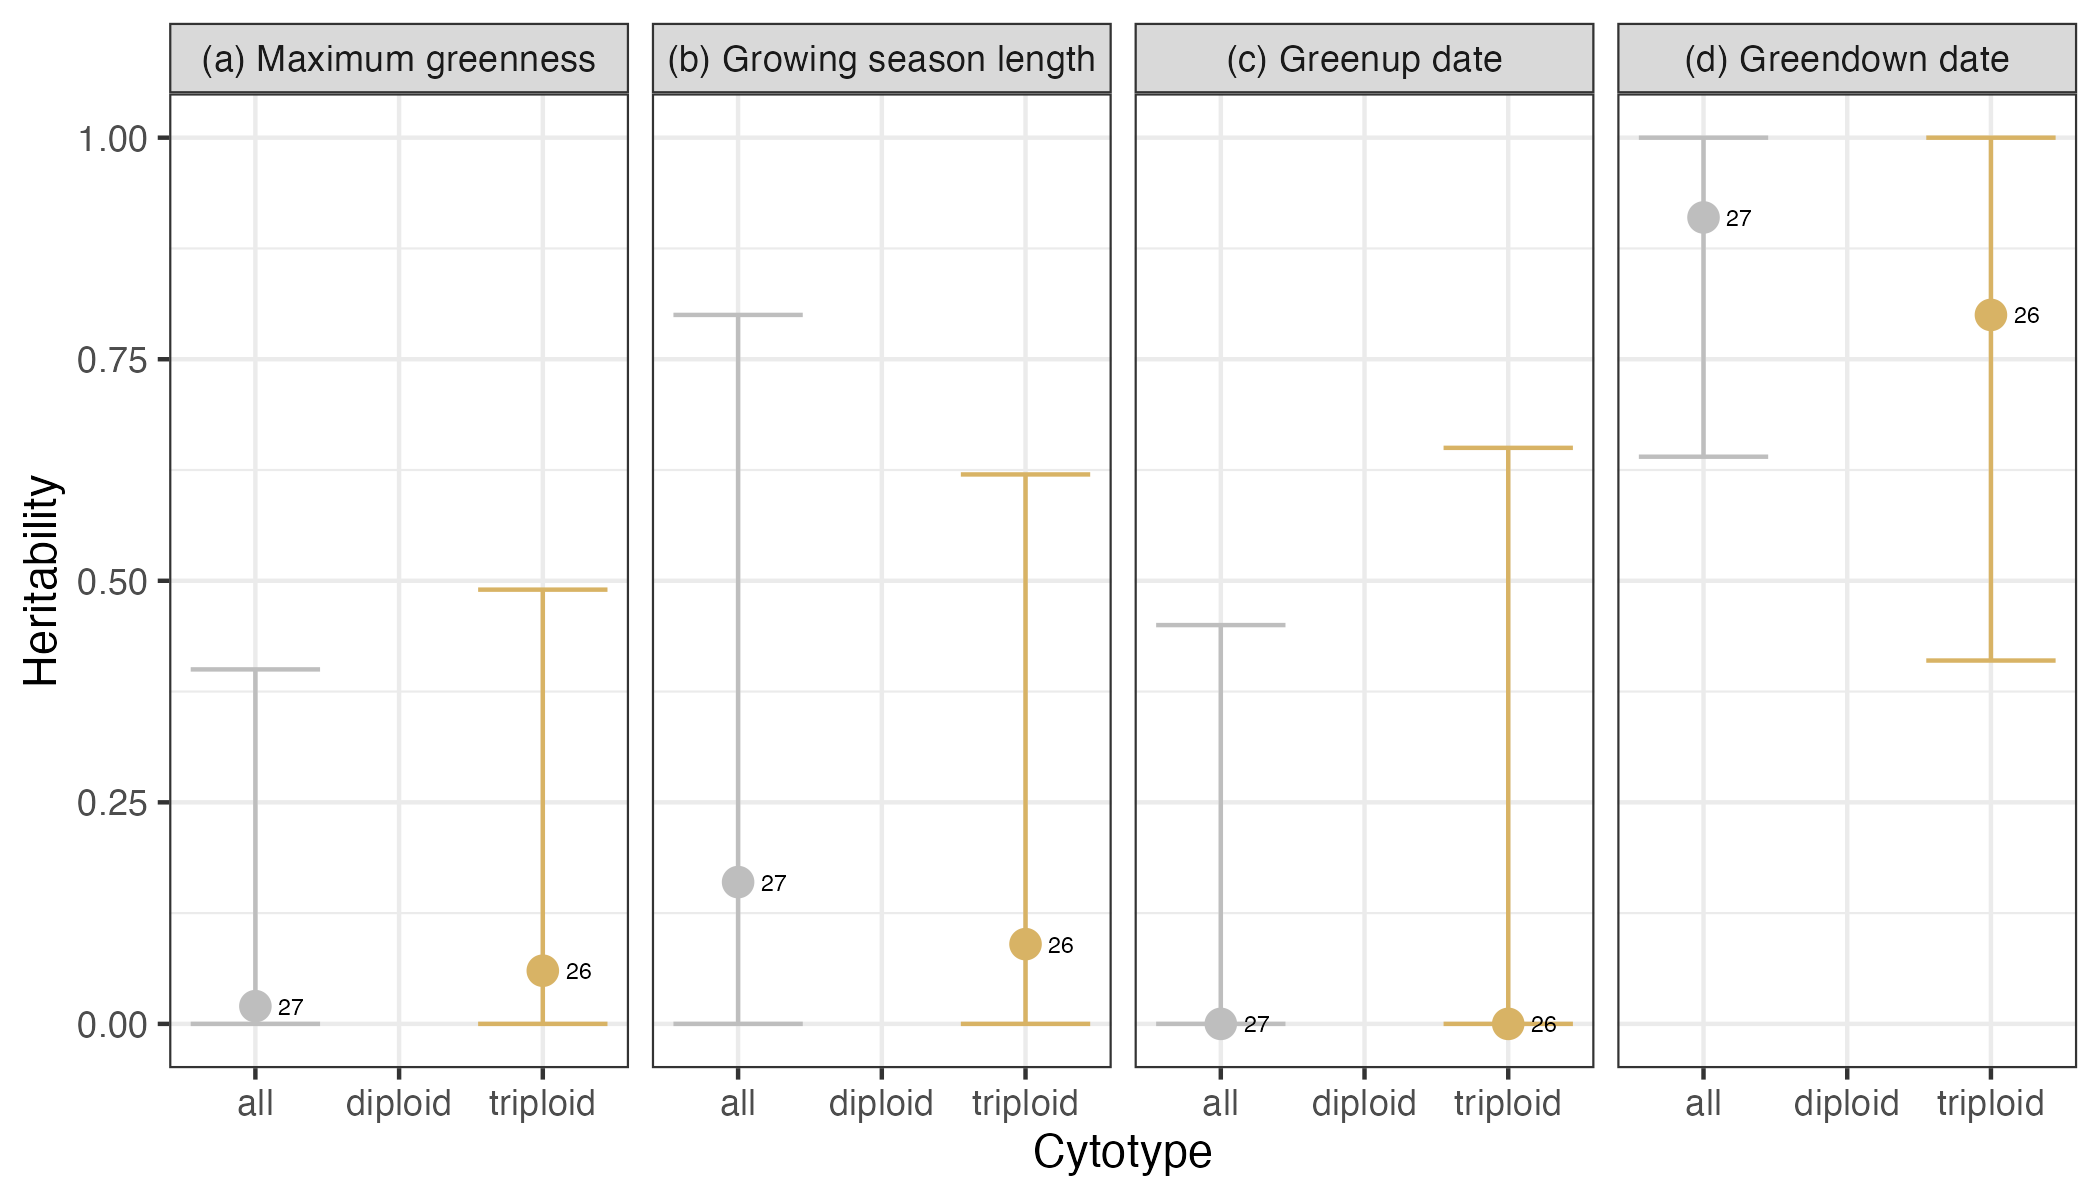 (a) Maximum greenness
(b) Growing season length
(c) Greenup date
(d) Greendown date
Heritability
1.00
0.75
0.50
0.25
0.00
27
26
27
26
27
26
27
26
all diploid triploid
all diploid triploid
all diploid triploid
all diploid triploid
Cytotype